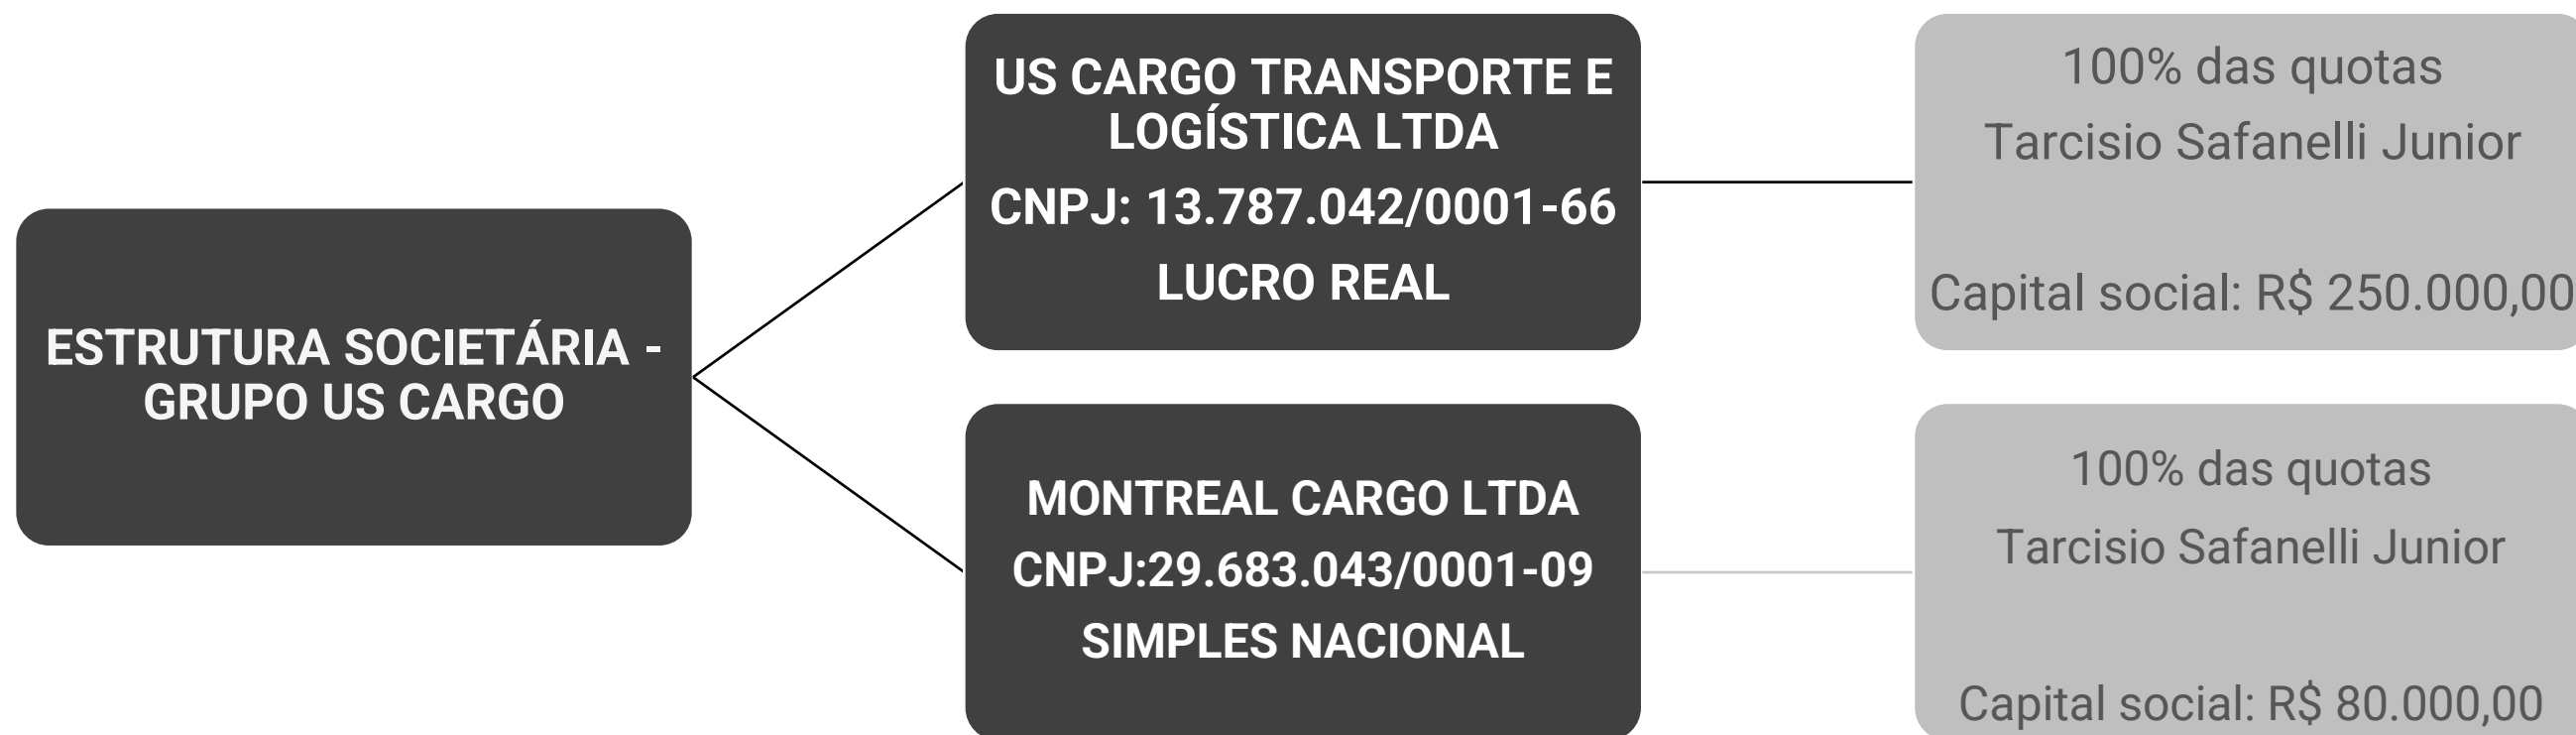 ESTRUTURA SOCIETÁRIA -
GRUPO US CARGO
US CARGO TRANSPORTE E
LOGÍSTICA LTDA
CNPJ: 13.787.042/0001-66
LUCRO REAL
100% das quotas
Tarcisio Safanelli Junior
Capital social: R$ 250.000,00
MONTREAL CARGO LTDA
CNPJ:29.683.043/0001-09
SIMPLES NACIONAL
100% das quotas
Tarcisio Safanelli Junior
Capital social: R$ 80.000,00